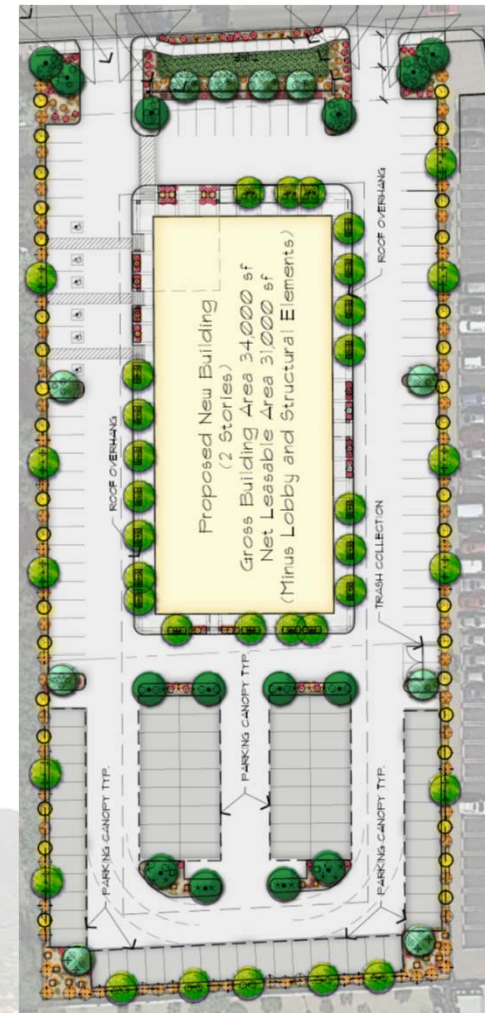 TURF
ROOF OVERHANG
ROOF OVERHANG
Proposed New Building
(2 Stories)
Gross Building Area 34,000 sf
Net Leasable Area 31,000 sf
(Minus Lobby and Structural Elements)
TRASH COLLECTION
PARKING CANOPY TYP.
PARKING CANOPY TYP.
PARKING CANOPY TYP.